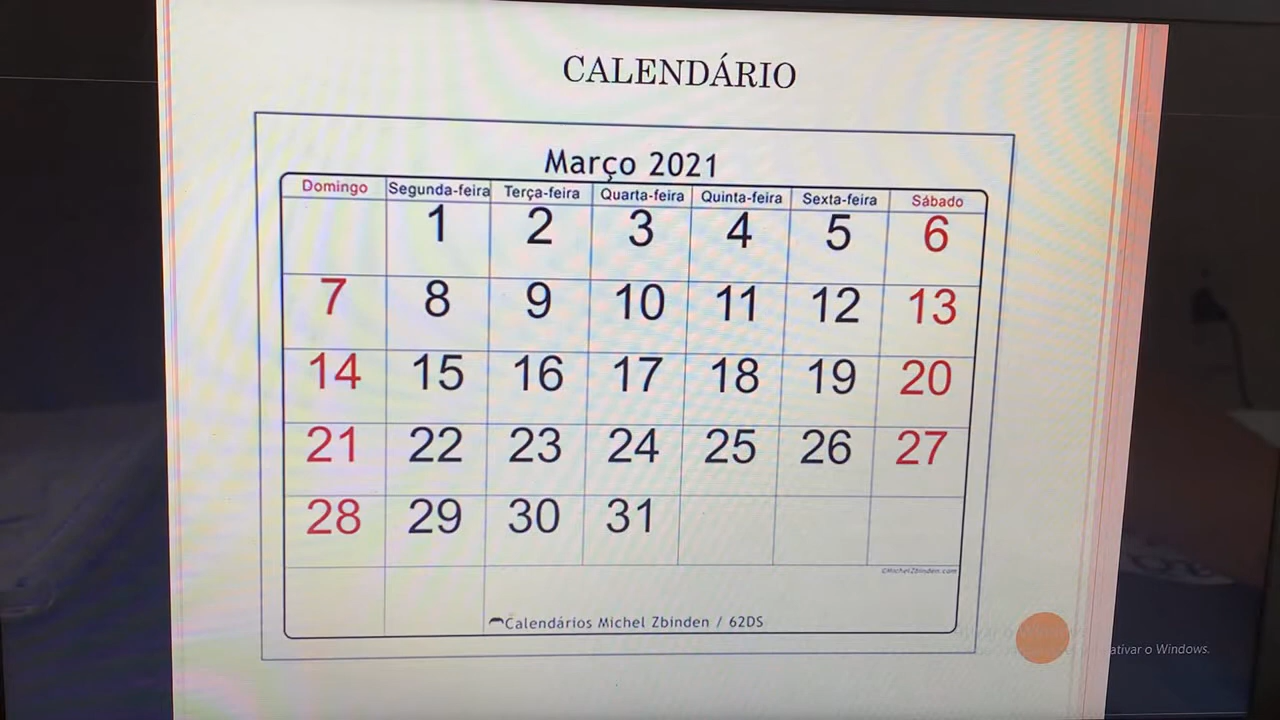 CALENDÁRIO
Março 2021
Domingo Segunda-feira Terça-feira Quarta-feira Quinta-feira Sexta-feira Sábado
1 2 3 4 5 6
7 8 9 10 11 12 13
14 15 16 17 18 19 20
21 22 23 24 25 26 27
28 29 30 31
©MichelZbinden.com
Calendários Michel Zbinden / 62DS
ativar o Windows.